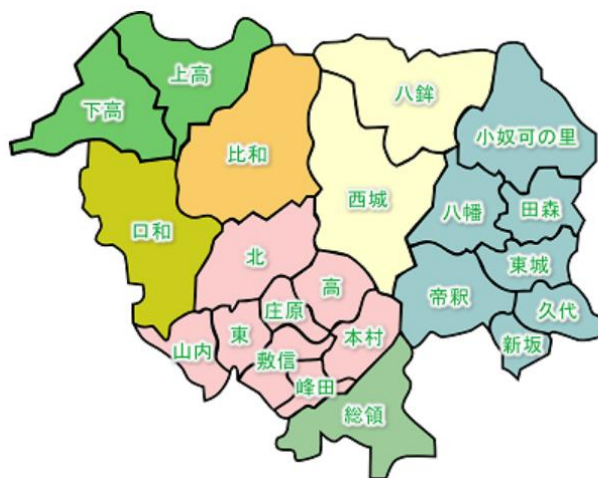 上高
下高
八鉾
小奴可の里
比和
西城
八幡
田森
口和
北
高
帝釈
東城
庄原
久代
山内
東
敷信
本村
新坂
峰田
総領